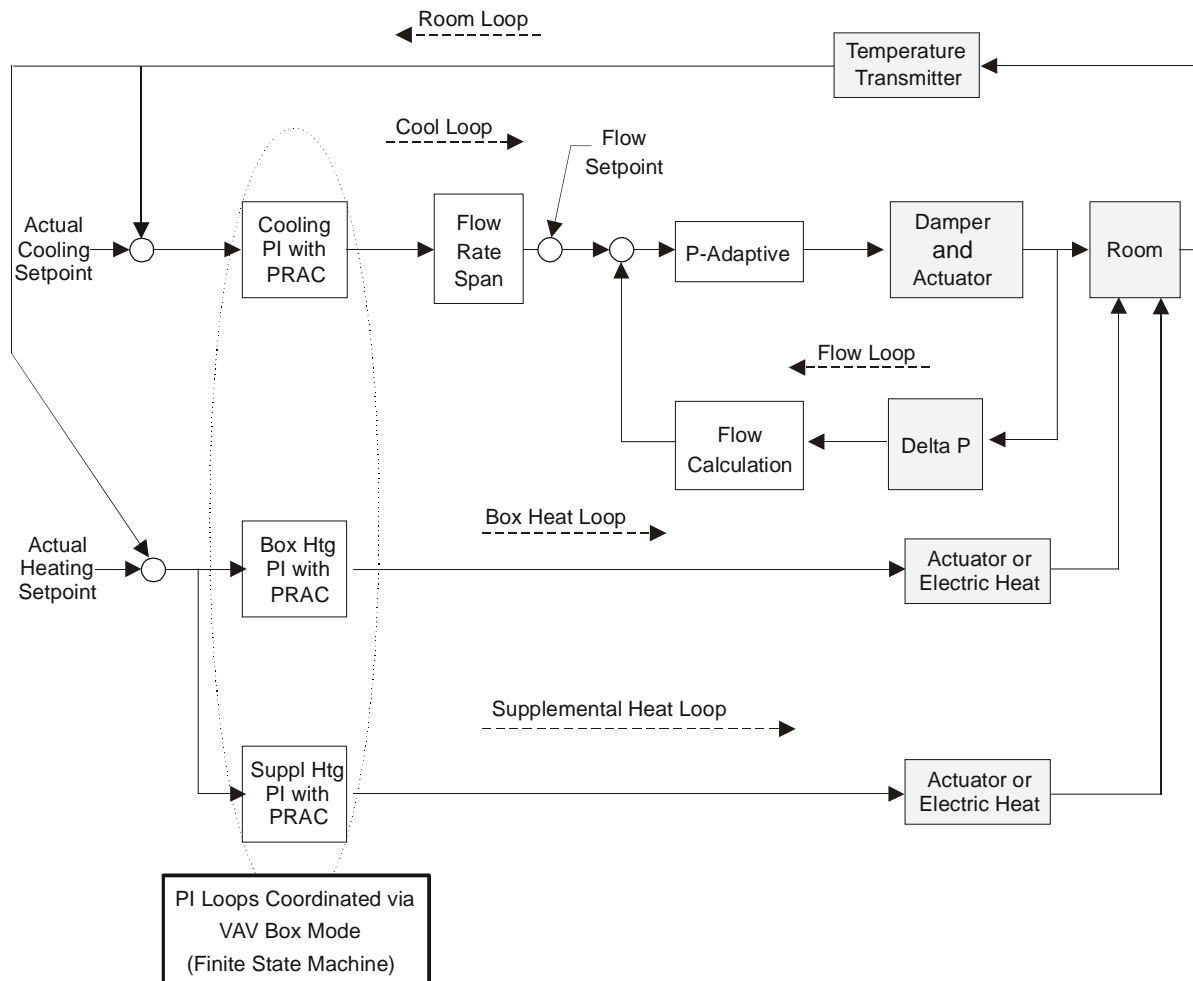 Room Loop
Temperature
Transmitter
Cool Loop
Flow
Setpoint
Actual
Cooling
Setpoint
Cooling
PI with
PRAC
Flow
Rate
Span
P-Adaptive
Damper
and
Actuator
Room
Flow Loop
Flow
Calculation
Delta P
Box Heat Loop
Actual
Heating
Setpoint
Box Htg
PI with
PRAC
Actuator or
Electric Heat
Supplemental Heat Loop
Suppl Htg
PI with
PRAC
Actuator or
Electric Heat
PI Loops Coordinated via
VAV Box Mode
(Finite State Machine)